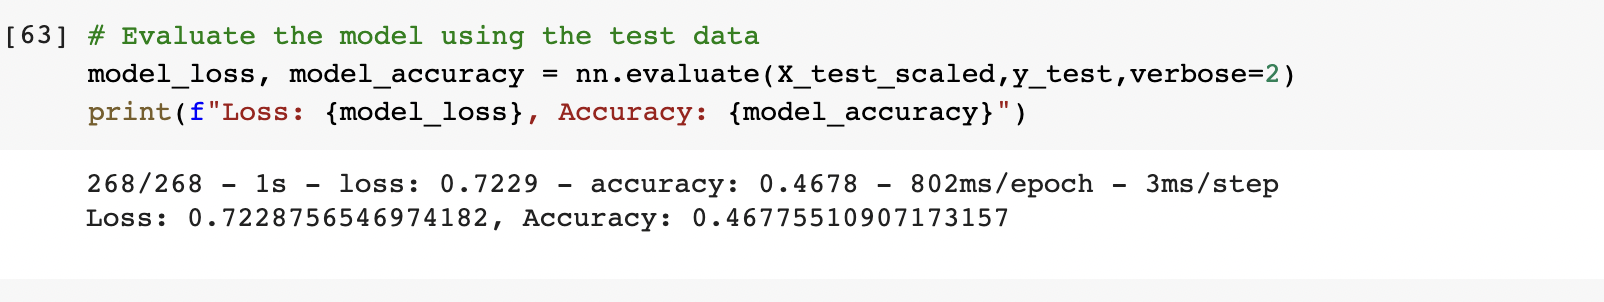 [63] # Evaluate the model using the test data
model_loss, model_accuracy = nn.evaluate(X_test_scaled,y_test,verbose=2)
print(f"Loss: {model_loss}, Accuracy: {model_accuracy}")
268/268 - 1s - loss: 0.7229 - accuracy: 0.4678 - 802ms/epoch - 3ms/step
Loss: 0.7228756546974182, Accuracy: 0.46775510907173157